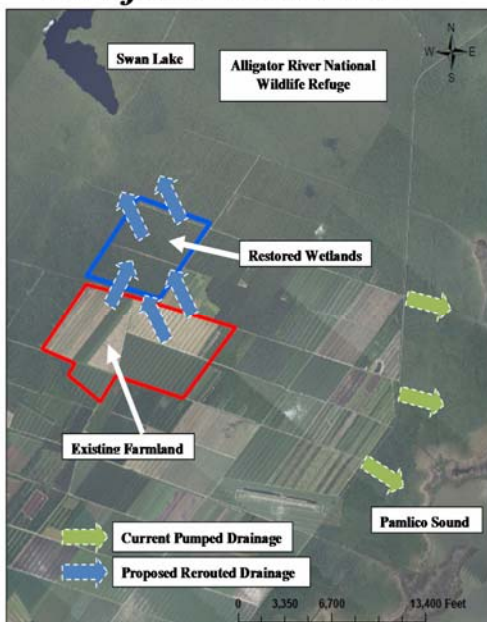 N
W E
S
Swan Lake
Alligator River National
Wildlife Refuge
Restored Wetlands
Existing Farmland
Pamlico Sound
Current Pumped Drainage
Proposed Rerouted Drainage
0 3,350 6,700 13,400 Feet